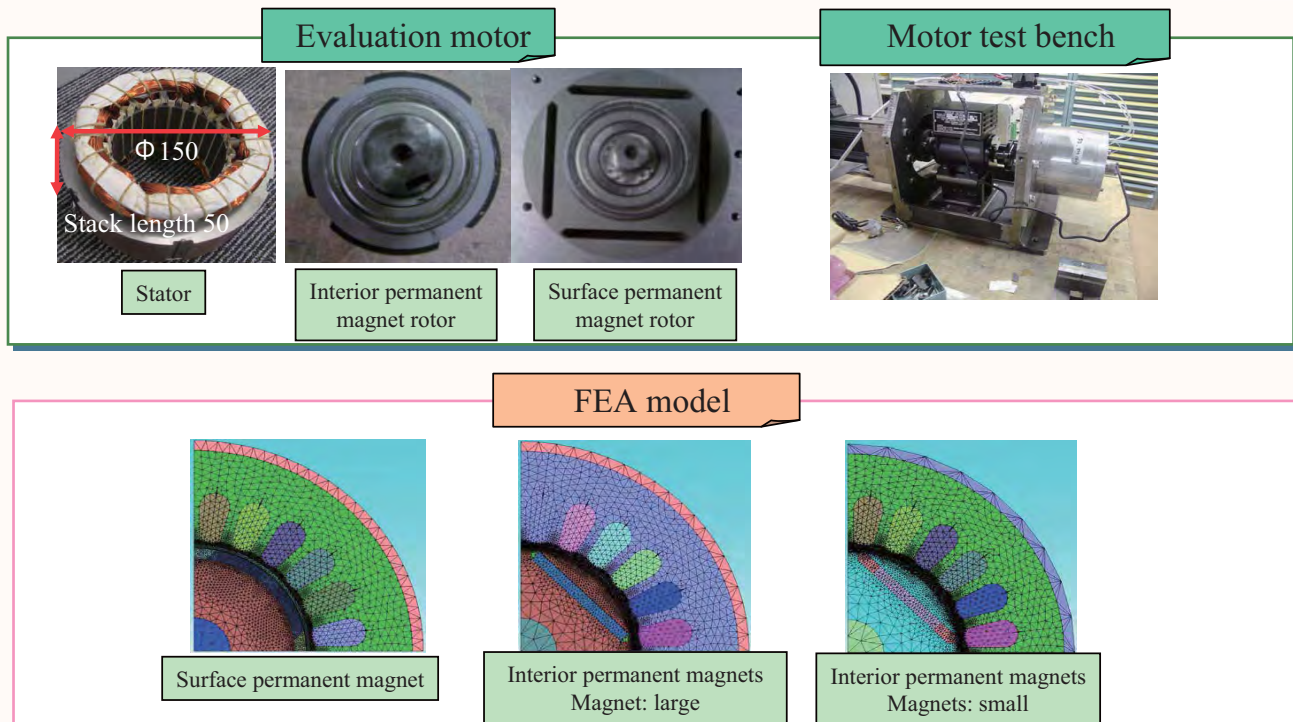 Evaluation motor
Motor test bench
Φ150
Stack length 50
Stator
Interior permanent
magnet rotor
Surface permanent
magnet rotor
FEA model
Surface permanent magnet
Interior permanent magnets
Magnet: large
Interior permanent magnets
Magnets: small